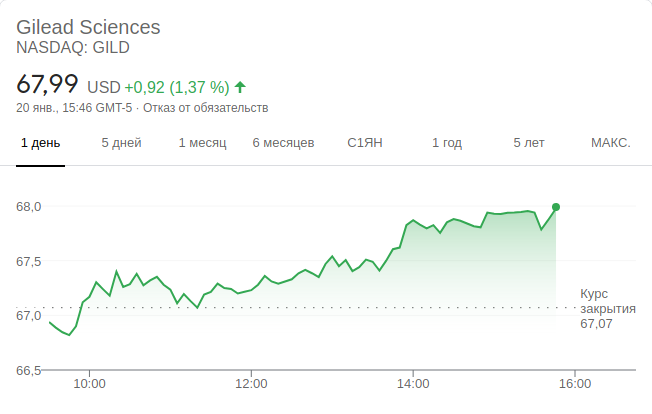 Gilead Sciences
NASDAQ: GILD
67,99 USD +0,92 (1,37 %)
20 янв., 15:46 GMT-5 · Отказ от обязательств
1 день 5 дней 1 месяц 6 месяцев С1ЯН 1 год 5 лет МАКС.
68,0
67,5
67,0
66,5
Курс
закрытия
67,07
10:00 12:00 14:00 16:00